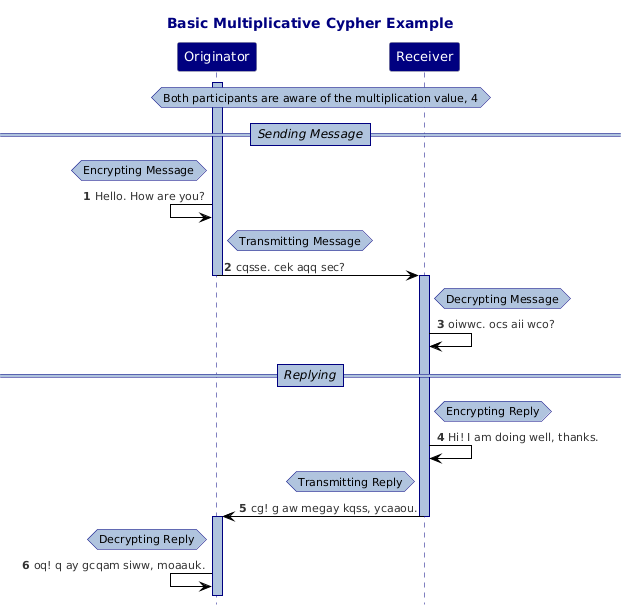 Basic Multiplicative Cypher Example
Originator
Receiver
Both participants are aware of the multiplication value, 4
Sending Message
Encrypting Message
1 Hello. How are you?
Transmitting Message
2 cqsse. cek aqq sec?
Decrypting Message
3 oiwwc. ocs aii wco?
Replying
Encrypting Reply
4 Hi! I am doing well, thanks.
Transmitting Reply
5 cg! g aw megay kqss, ycaaou.
Decrypting Reply
6 oq! q ay gcqam siww, moaauk.